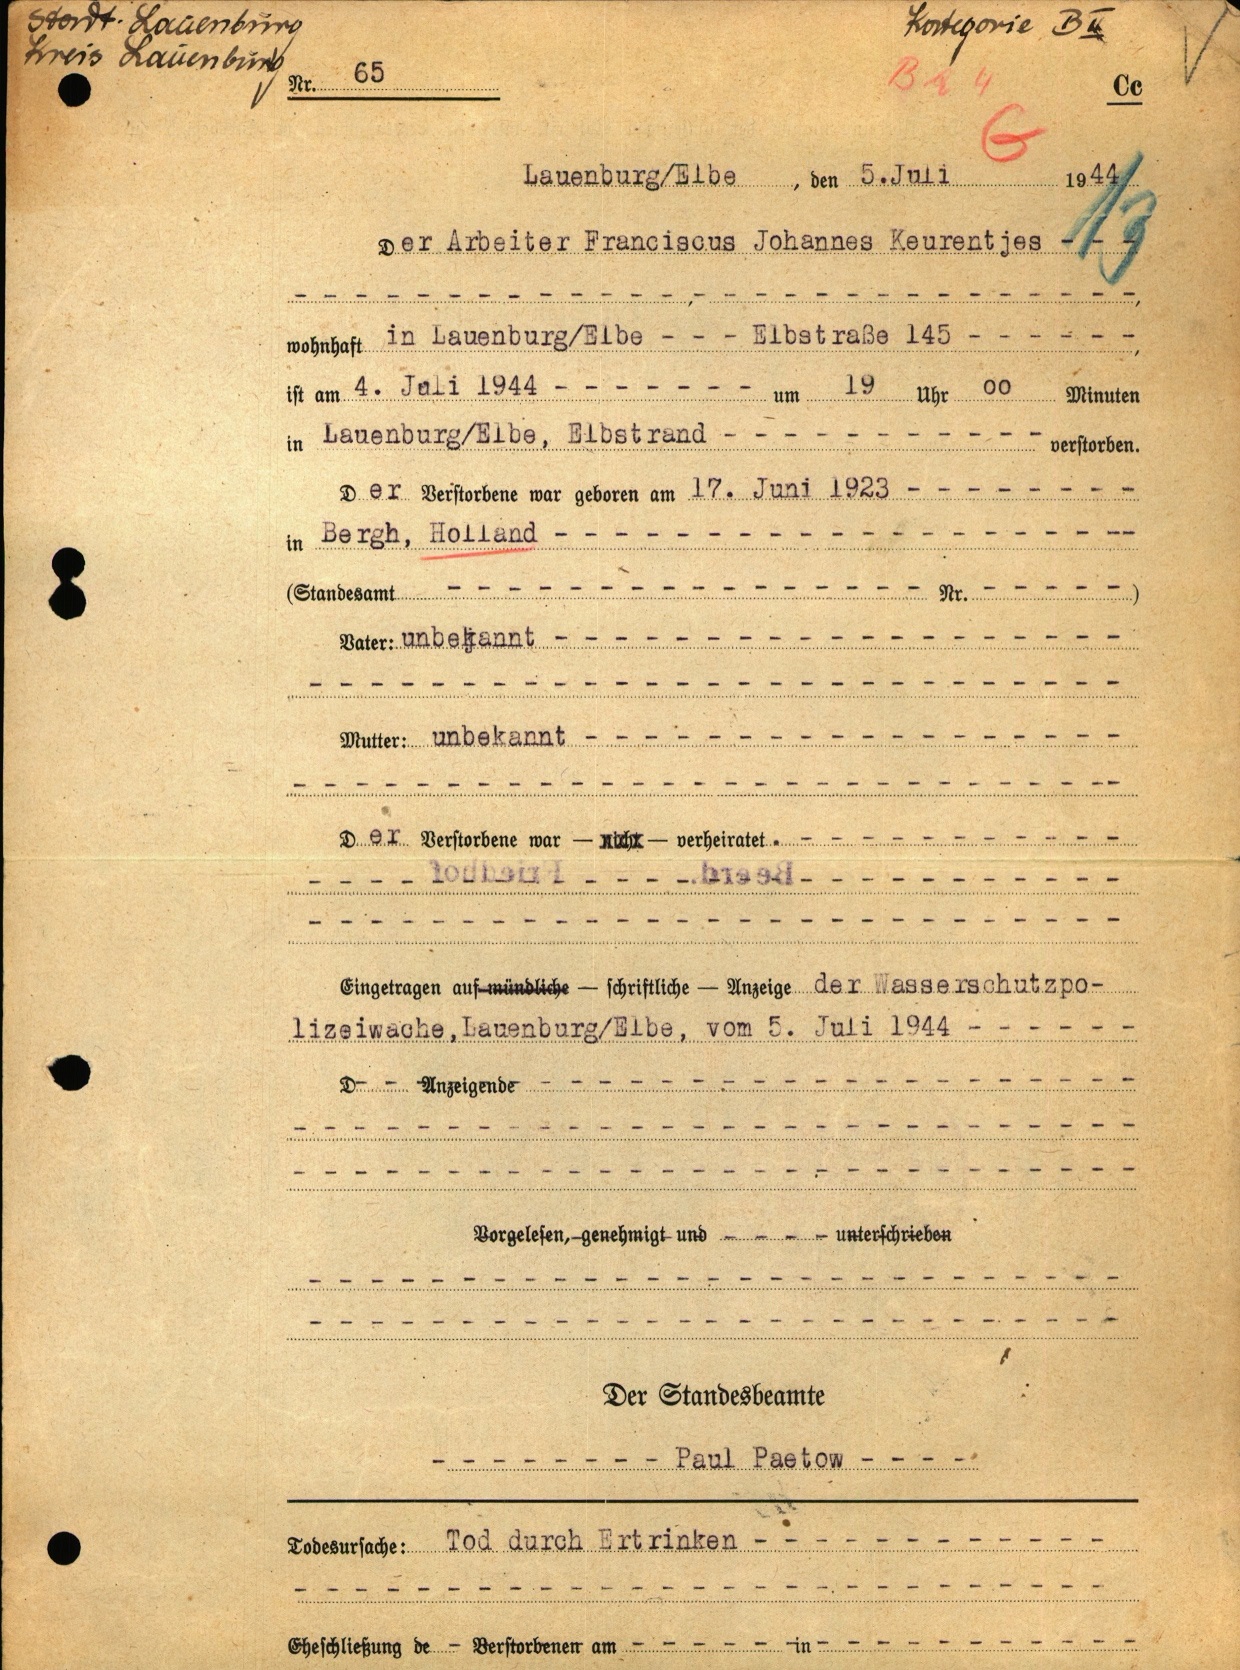 Stadt. Lauenburg
Kreis Lauenburg
Kategorie B II
Nr. 65
Cc
G
Lauenburg/Elbe , den 5.Juli 1944
13
Der Arbeiter Franciscus Johannes Keurentjes - - -
- - - - - - - - - - - - - - - - - - - - - - - - - - -,
wohnhaft in Lauenburg/Elbe - - - Elbstraße 145 - - - - - -,
ist am 4. Juli 1944 - - - - - - - um 19 Uhr oo Minuten
in Lauenburg/Elbe, Elbstrand - - - - - - - - - - - verstorben.
Der Verstorbene war geboren am 17. Juni 1923 - - - - - - - -
in Bergh, Holland - - - - - - - - - - - - - - - - - - --
(Standesamt - - - - - - - - - - - - - - - - Nr. - - - - - )
Vater: unbekannt - - - - - - - - - - - - - - - - - - -
- - - - - - - - - - - - - - - - - - - - - - - - - - -
Mutter: unbekannt - - - - - - - - - - - - - - - - - -
- - - - - - - - - - - - - - - - - - - - - - - - - - --
Der Verstorbene war — nicht — verheiratet. - - - - - - - - - - -
Beerd. Friedhof
- - - - - - - - - - - - - - - - - - - - - - - - - - -
Eingetragen auf mündliche — schriftliche — Anzeige der Wasserschutzpo-
lizeiwache,Lauenburg/Elbe, vom 5. Juli 1944 - - - - - -
D- - Anzeigende - - - - - - - - - - - - - - - - - - - -
- - - - - - - - - - - - - - - - - - - - - - - - - - - -
- - - - - - - - - - - - - - - - - - - - - - - - - - - -
Vorgelesen, genehmigt und - - - - unterschrieben
- - - - - - - - - - - - - - - - - - - - - - - - - - -
- - - - - - - - - - - - - - - - - - - - - - - - - - -
Der Standesbeamte
- - - - - - - - Paul Paetow - - - -
Todesursache: Tod durch Ertrinken - - - - - - - - - - - -
- - - - - - - - - - - - - - - - - - - - - - - - - - -
Eheschließung de - Verstorbenen am - - - - - - in - - - - - - - - - - -